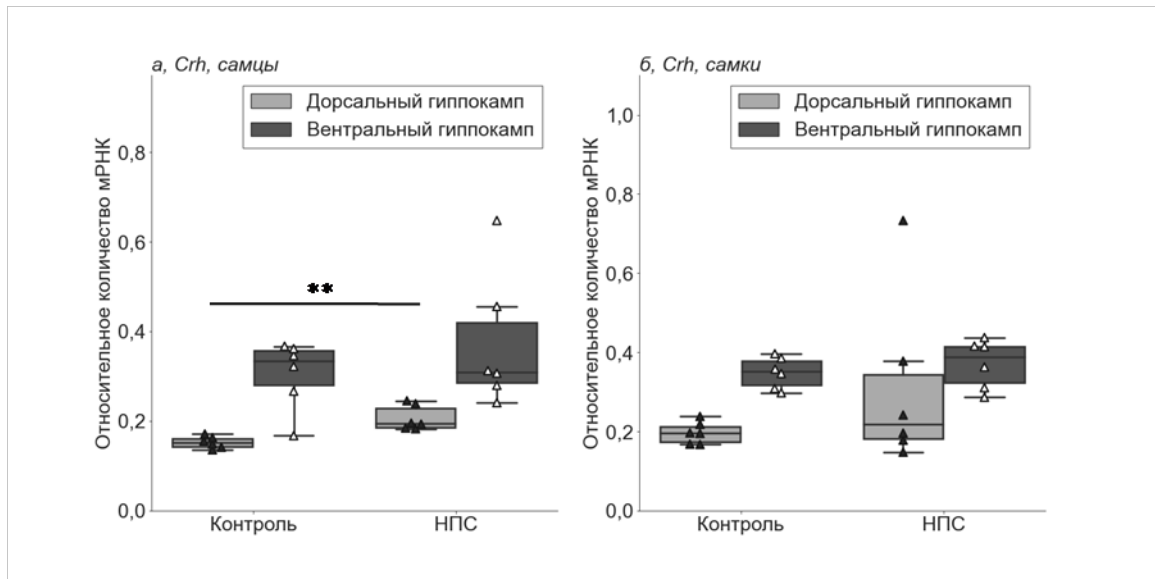 а, Crh, самцы
Дорсальный гиппокамп
Вентральный гиппокамп
Относительное количество мРНК
0,8
0,6
0,4
0,2
0,0
**
Контроль
НПС
б, Crh, самки
Дорсальный гиппокамп
Вентральный гиппокамп
Относительное количество мРНК
1,0
0,8
0,6
0,4
0,2
0,0
Контроль
НПС